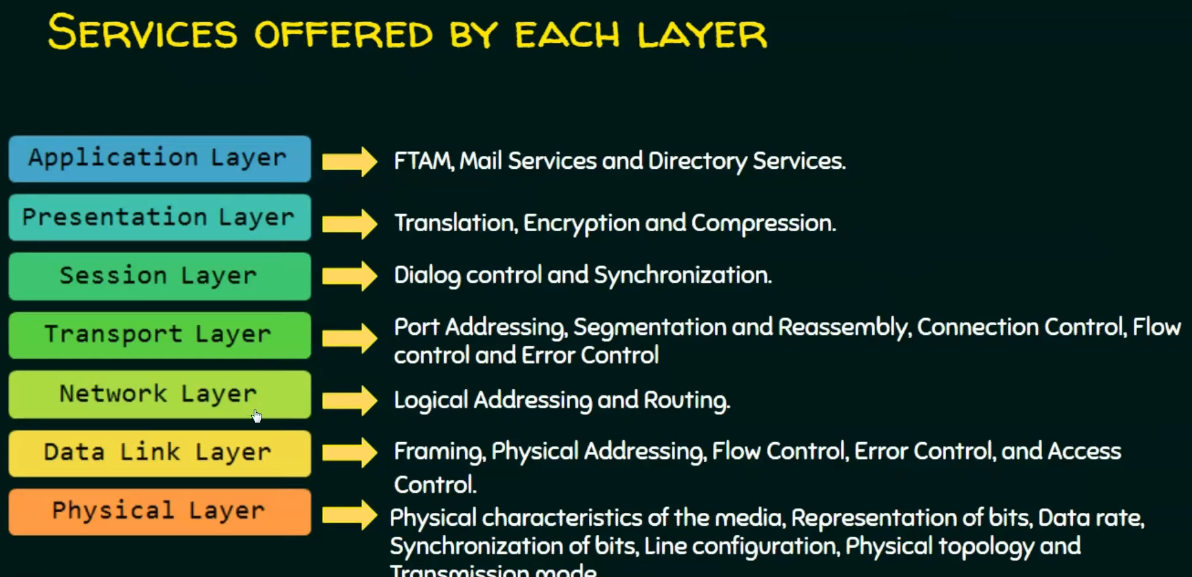 SERVICES OFFERED BY EACH LAYER
Application Layer
FTAM, Mail Services and Directory Services.
Presentation Layer
Translation, Encryption and Compression.
Session Layer
Dialog control and Synchronization.
Transport Layer
Port Addressing, Segmentation and Reassembly, Connection Control, Flow
control and Error Control
Network Layer
Logical Addressing and Routing.
Data Link Layer
Framing, Physical Addressing, Flow Control, Error Control, and Access
Control.
Physical Layer
Physical characteristics of the media, Representation of bits, Data rate,
Synchronization of bits, Line configuration, Physical topology and
Transmission mode